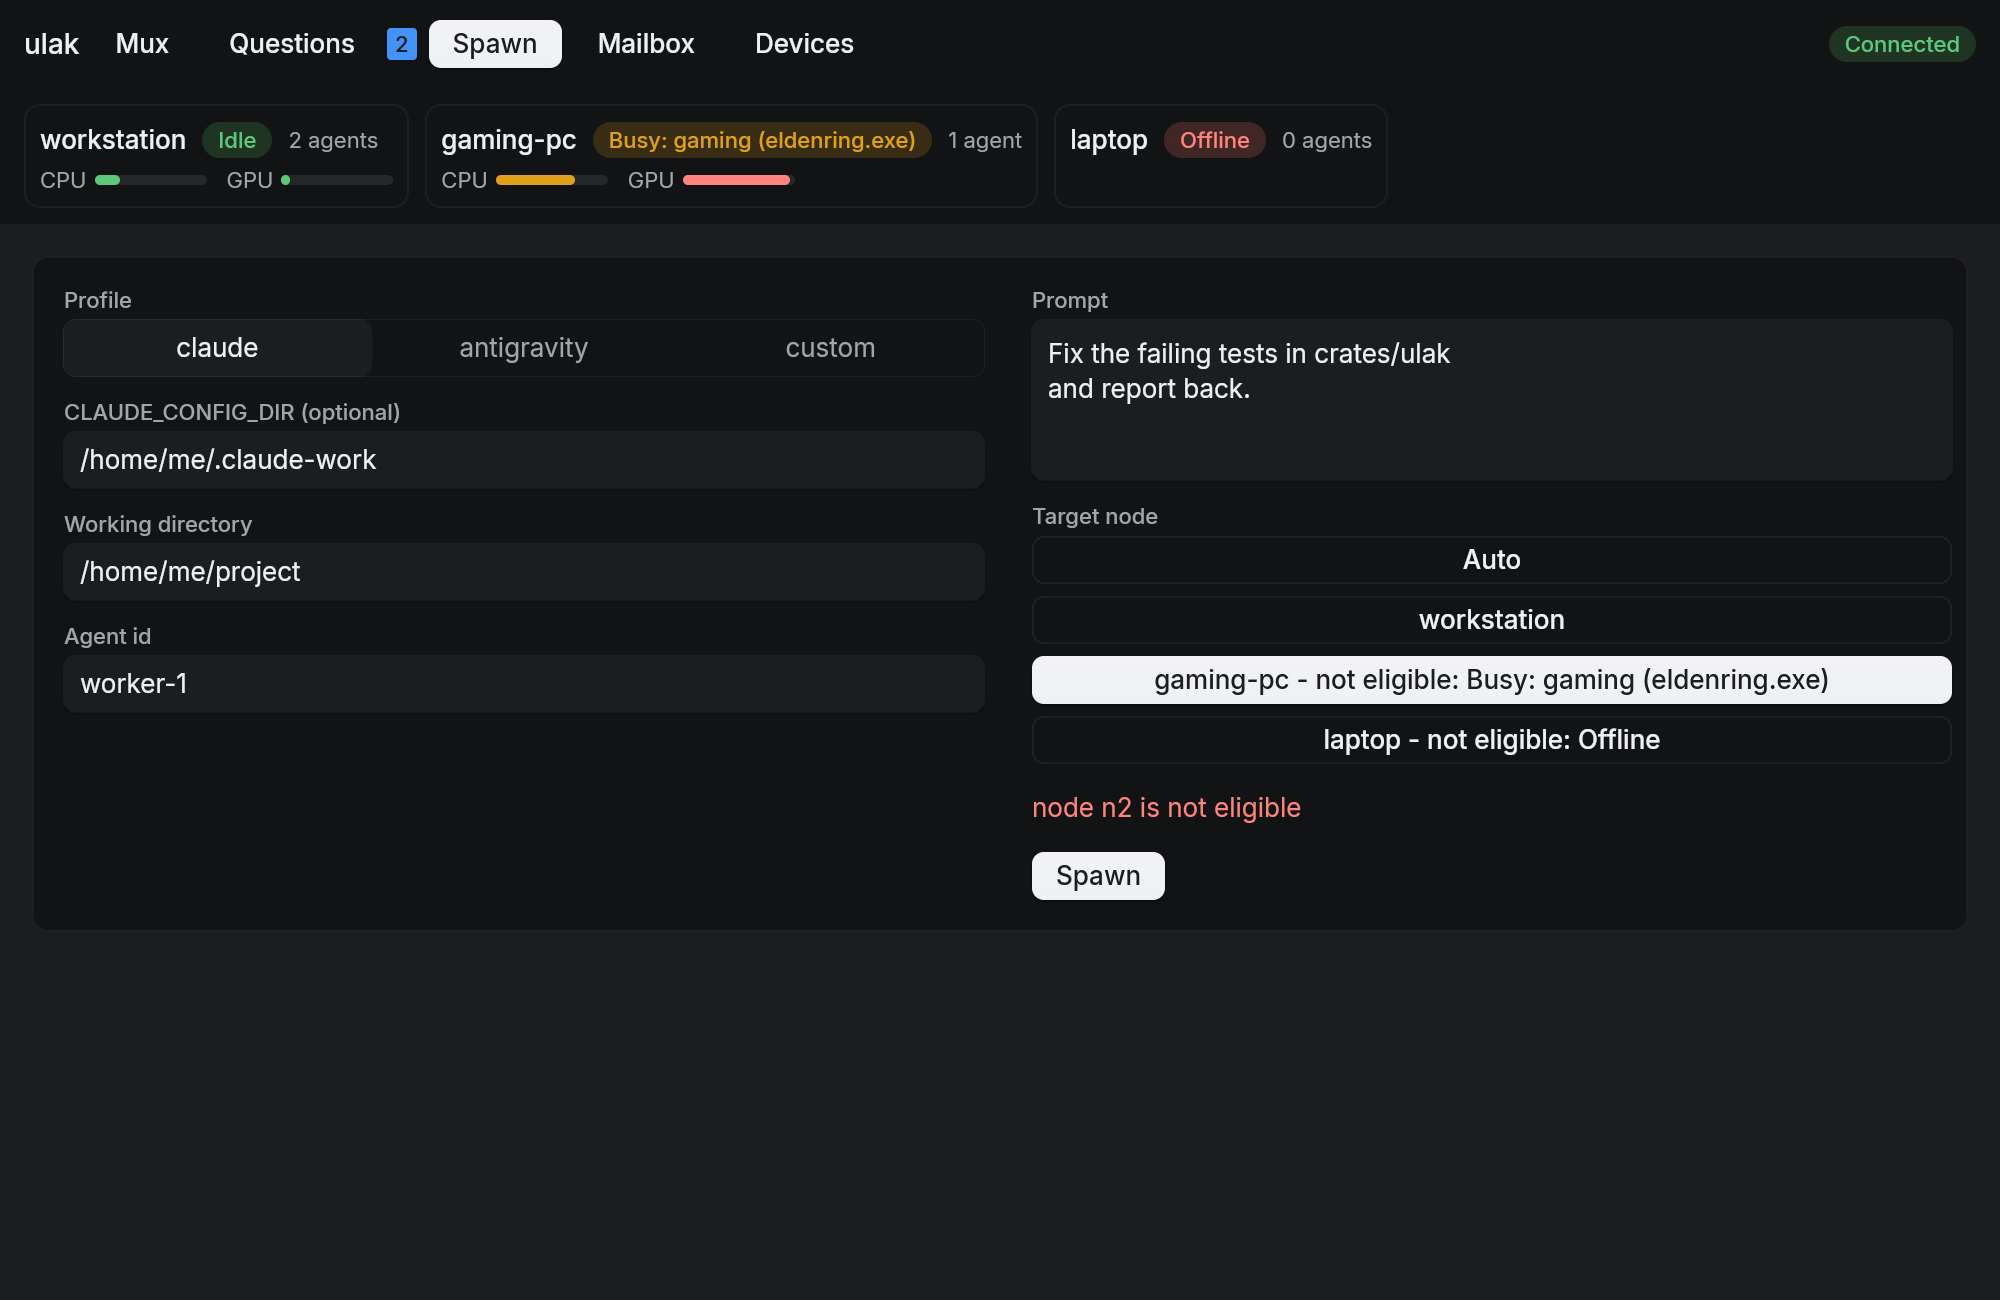 ulak
Mux
Questions
2
Spawn
Mailbox
Devices
Connected
workstation
Idle
2 agents
CPU
GPU
gaming-pc
Busy: gaming (eldenring.exe)
1 agent
CPU
GPU
laptop
Offline
0 agents
Profile
claude
antigravity
custom
CLAUDE_CONFIG_DIR (optional)
/home/me/.claude-work
Working directory
/home/me/project
Agent id
worker-1
Prompt
Fix the failing tests in crates/ulak
and report back.
Target node
Auto
workstation
gaming-pc - not eligible: Busy: gaming (eldenring.exe)
laptop - not eligible: Offline
node n2 is not eligible
Spawn